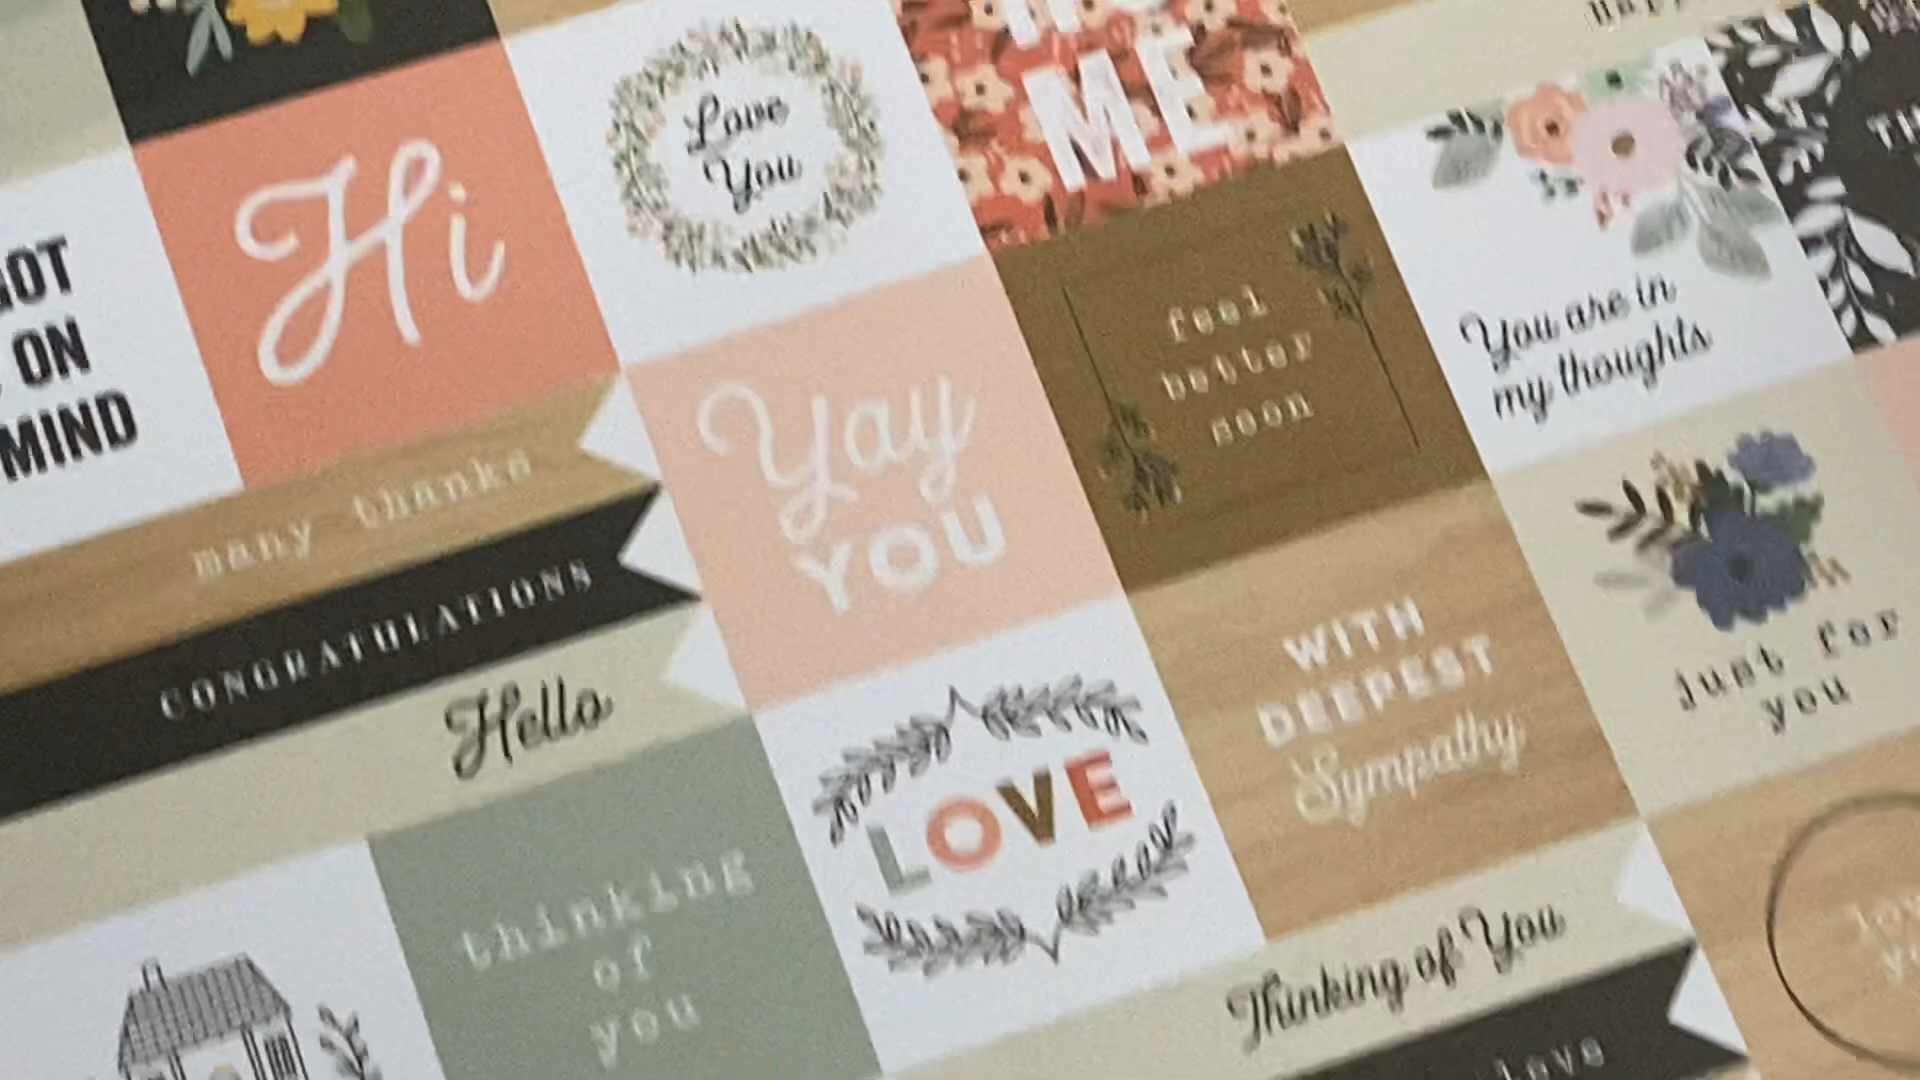 Hi
Love
You
ME
GOT
ON
MIND
many thanks
CONGRATULATIONS
Hello
Yay
YOU
feel
better
soon
You are in
my thoughts
just for
you
WITH
DEEPEST
Sympathy
LOVE
thinking
of
you
Thinking of You
love